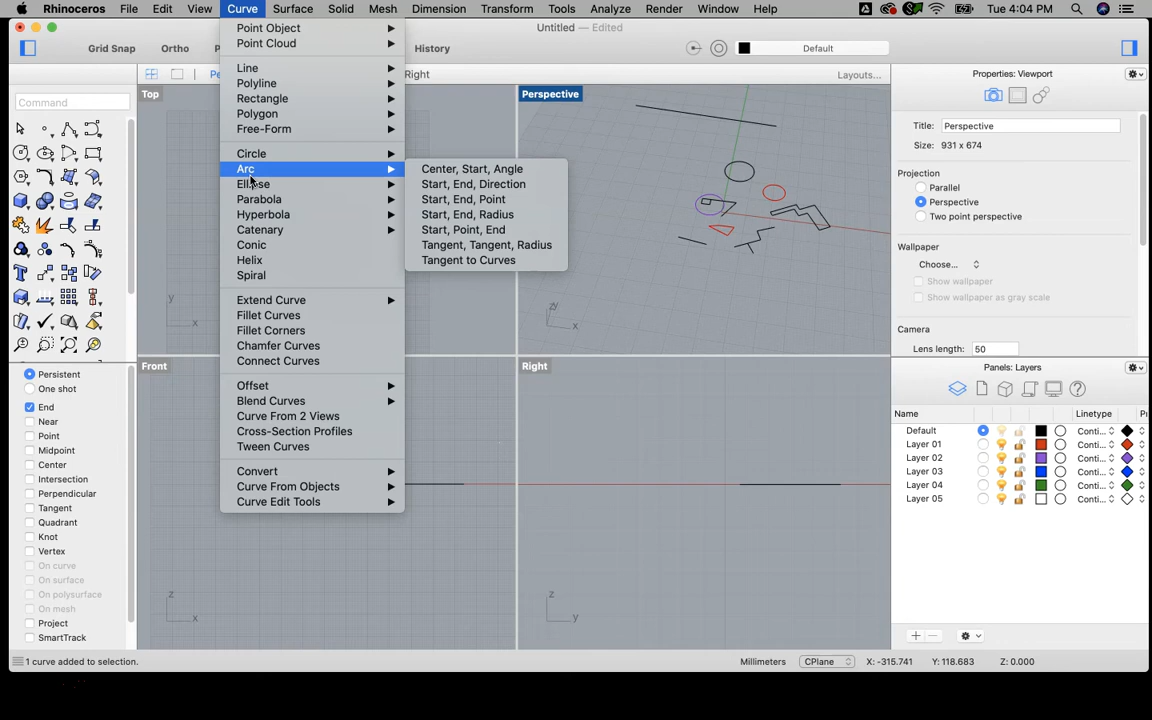 Rhinoceros File Edit View Curve Surface Solid Mesh Dimension Transform Tools Analyze Render Window Help Tue 4:04 PM
Untitled — Edited
Grid Snap Ortho P History Default
Pe Right Layouts...
Command
Point Object
Point Cloud
Line
Polyline
Rectangle
Polygon
Free-Form
Circle
Arc
Ellipse
Parabola
Hyperbola
Catenary
Conic
Helix
Spiral
Extend Curve
Fillet Curves
Fillet Corners
Chamfer Curves
Connect Curves
Offset
Blend Curves
Curve From 2 Views
Cross-Section Profiles
Tween Curves
Convert
Curve From Objects
Curve Edit Tools
Center, Start, Angle
Start, End, Direction
Start, End, Point
Start, End, Radius
Start, Point, End
Tangent, Tangent, Radius
Tangent to Curves
Top
y
x
Perspective
z y
x
Front
z
x
Right
z
y
Persistent
One shot
End
Near
Point
Midpoint
Center
Intersection
Perpendicular
Tangent
Quadrant
Knot
Vertex
On curve
On surface
On polysurface
On mesh
Project
SmartTrack
Properties: Viewport
Title: Perspective
Size: 931 x 674
Projection
Parallel
Perspective
Two point perspective
Wallpaper
Choose...
Show wallpaper
Show wallpaper as gray scale
Camera
Lens length: 50
Panels: Layers
Name Linetype Pı
Default Conti...
Layer 01 Conti...
Layer 02 Conti...
Layer 03 Conti...
Layer 04 Conti...
Layer 05 Conti...
1 curve added to selection. Millimeters CPlane X: -315.741 Y: 118.683 Z: 0.000